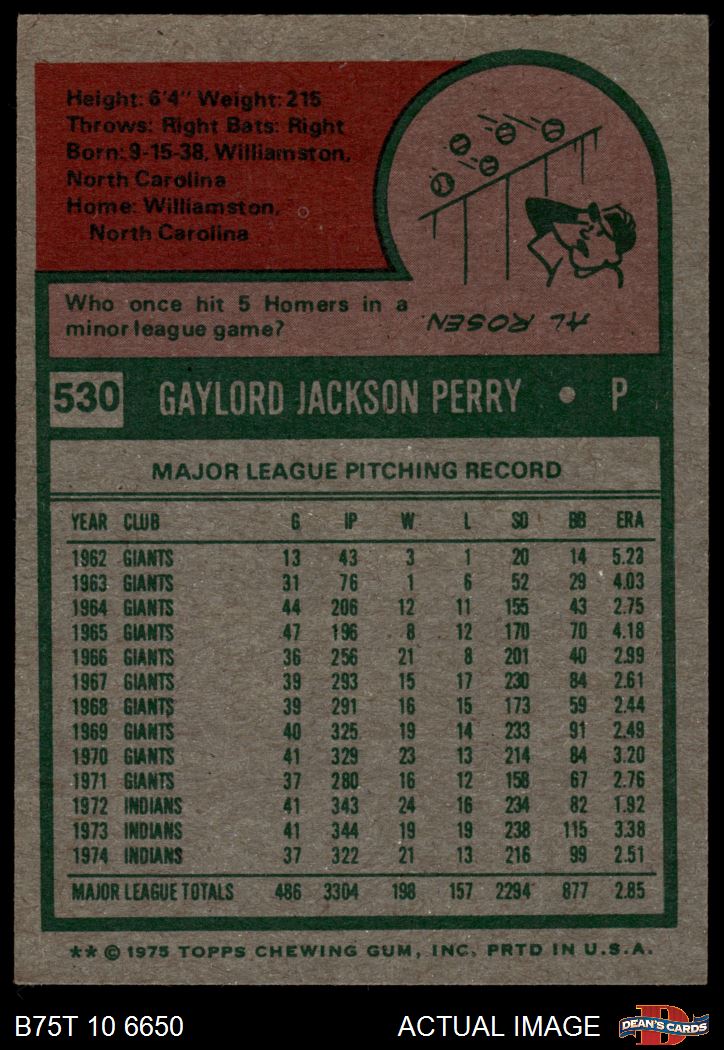 Height: 6'4" Weight: 215
Throws: Right Bats: Right
Born: 9-15-38, Williamston,
North Carolina
Home: Williamston,
North Carolina
Who once hit 5 Homers in a
minor league game?
AL ROSEN.
530 GAYLORD JACKSON PERRY • P
MAJOR LEAGUE PITCHING RECORD
YEAR CLUB G IP W L SO BB ERA
1962 GIANTS 13 43 3 1 20 14 5.23
1963 GIANTS 31 76 1 6 52 29 4.03
1964 GIANTS 44 206 12 11 155 43 2.75
1965 GIANTS 47 196 8 12 170 70 4.18
1966 GIANTS 36 256 21 8 201 40 2.99
1967 GIANTS 39 293 15 17 230 84 2.61
1968 GIANTS 39 291 16 15 173 59 2.44
1969 GIANTS 40 325 19 14 233 91 2.49
1970 GIANTS 41 329 23 13 214 84 3.20
1971 GIANTS 37 280 16 12 158 67 2.76
1972 INDIANS 41 343 24 16 234 82 1.92
1973 INDIANS 41 344 19 19 238 115 3.38
1974 INDIANS 37 322 21 13 216 99 2.51
MAJOR LEAGUE TOTALS 486 3304 198 157 2294 877 2.85
** © 1975 TOPPS CHEWING GUM, INC. PRTD IN U.S.A.
B75T 10 6650 ACTUAL IMAGE D DEAN'S CARDS